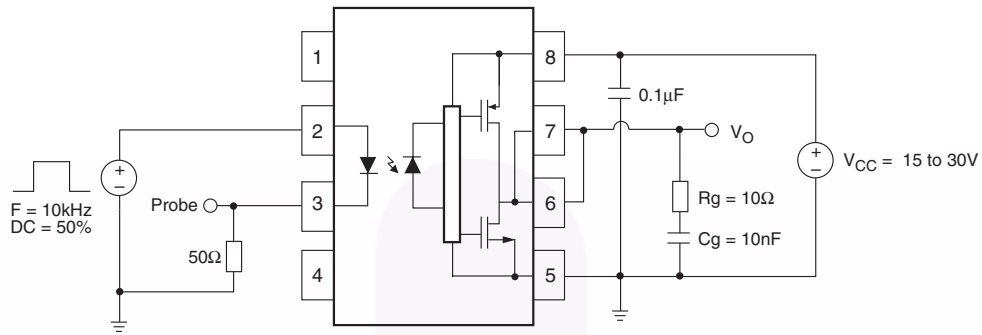 1
8
0.1µF
2
7
VO
+
–
F = 10kHz
DC = 50%
+
–
VCC = 15 to 30V
Probe
3
6
Rg = 10Ω
50Ω
Cg = 10nF
4
5